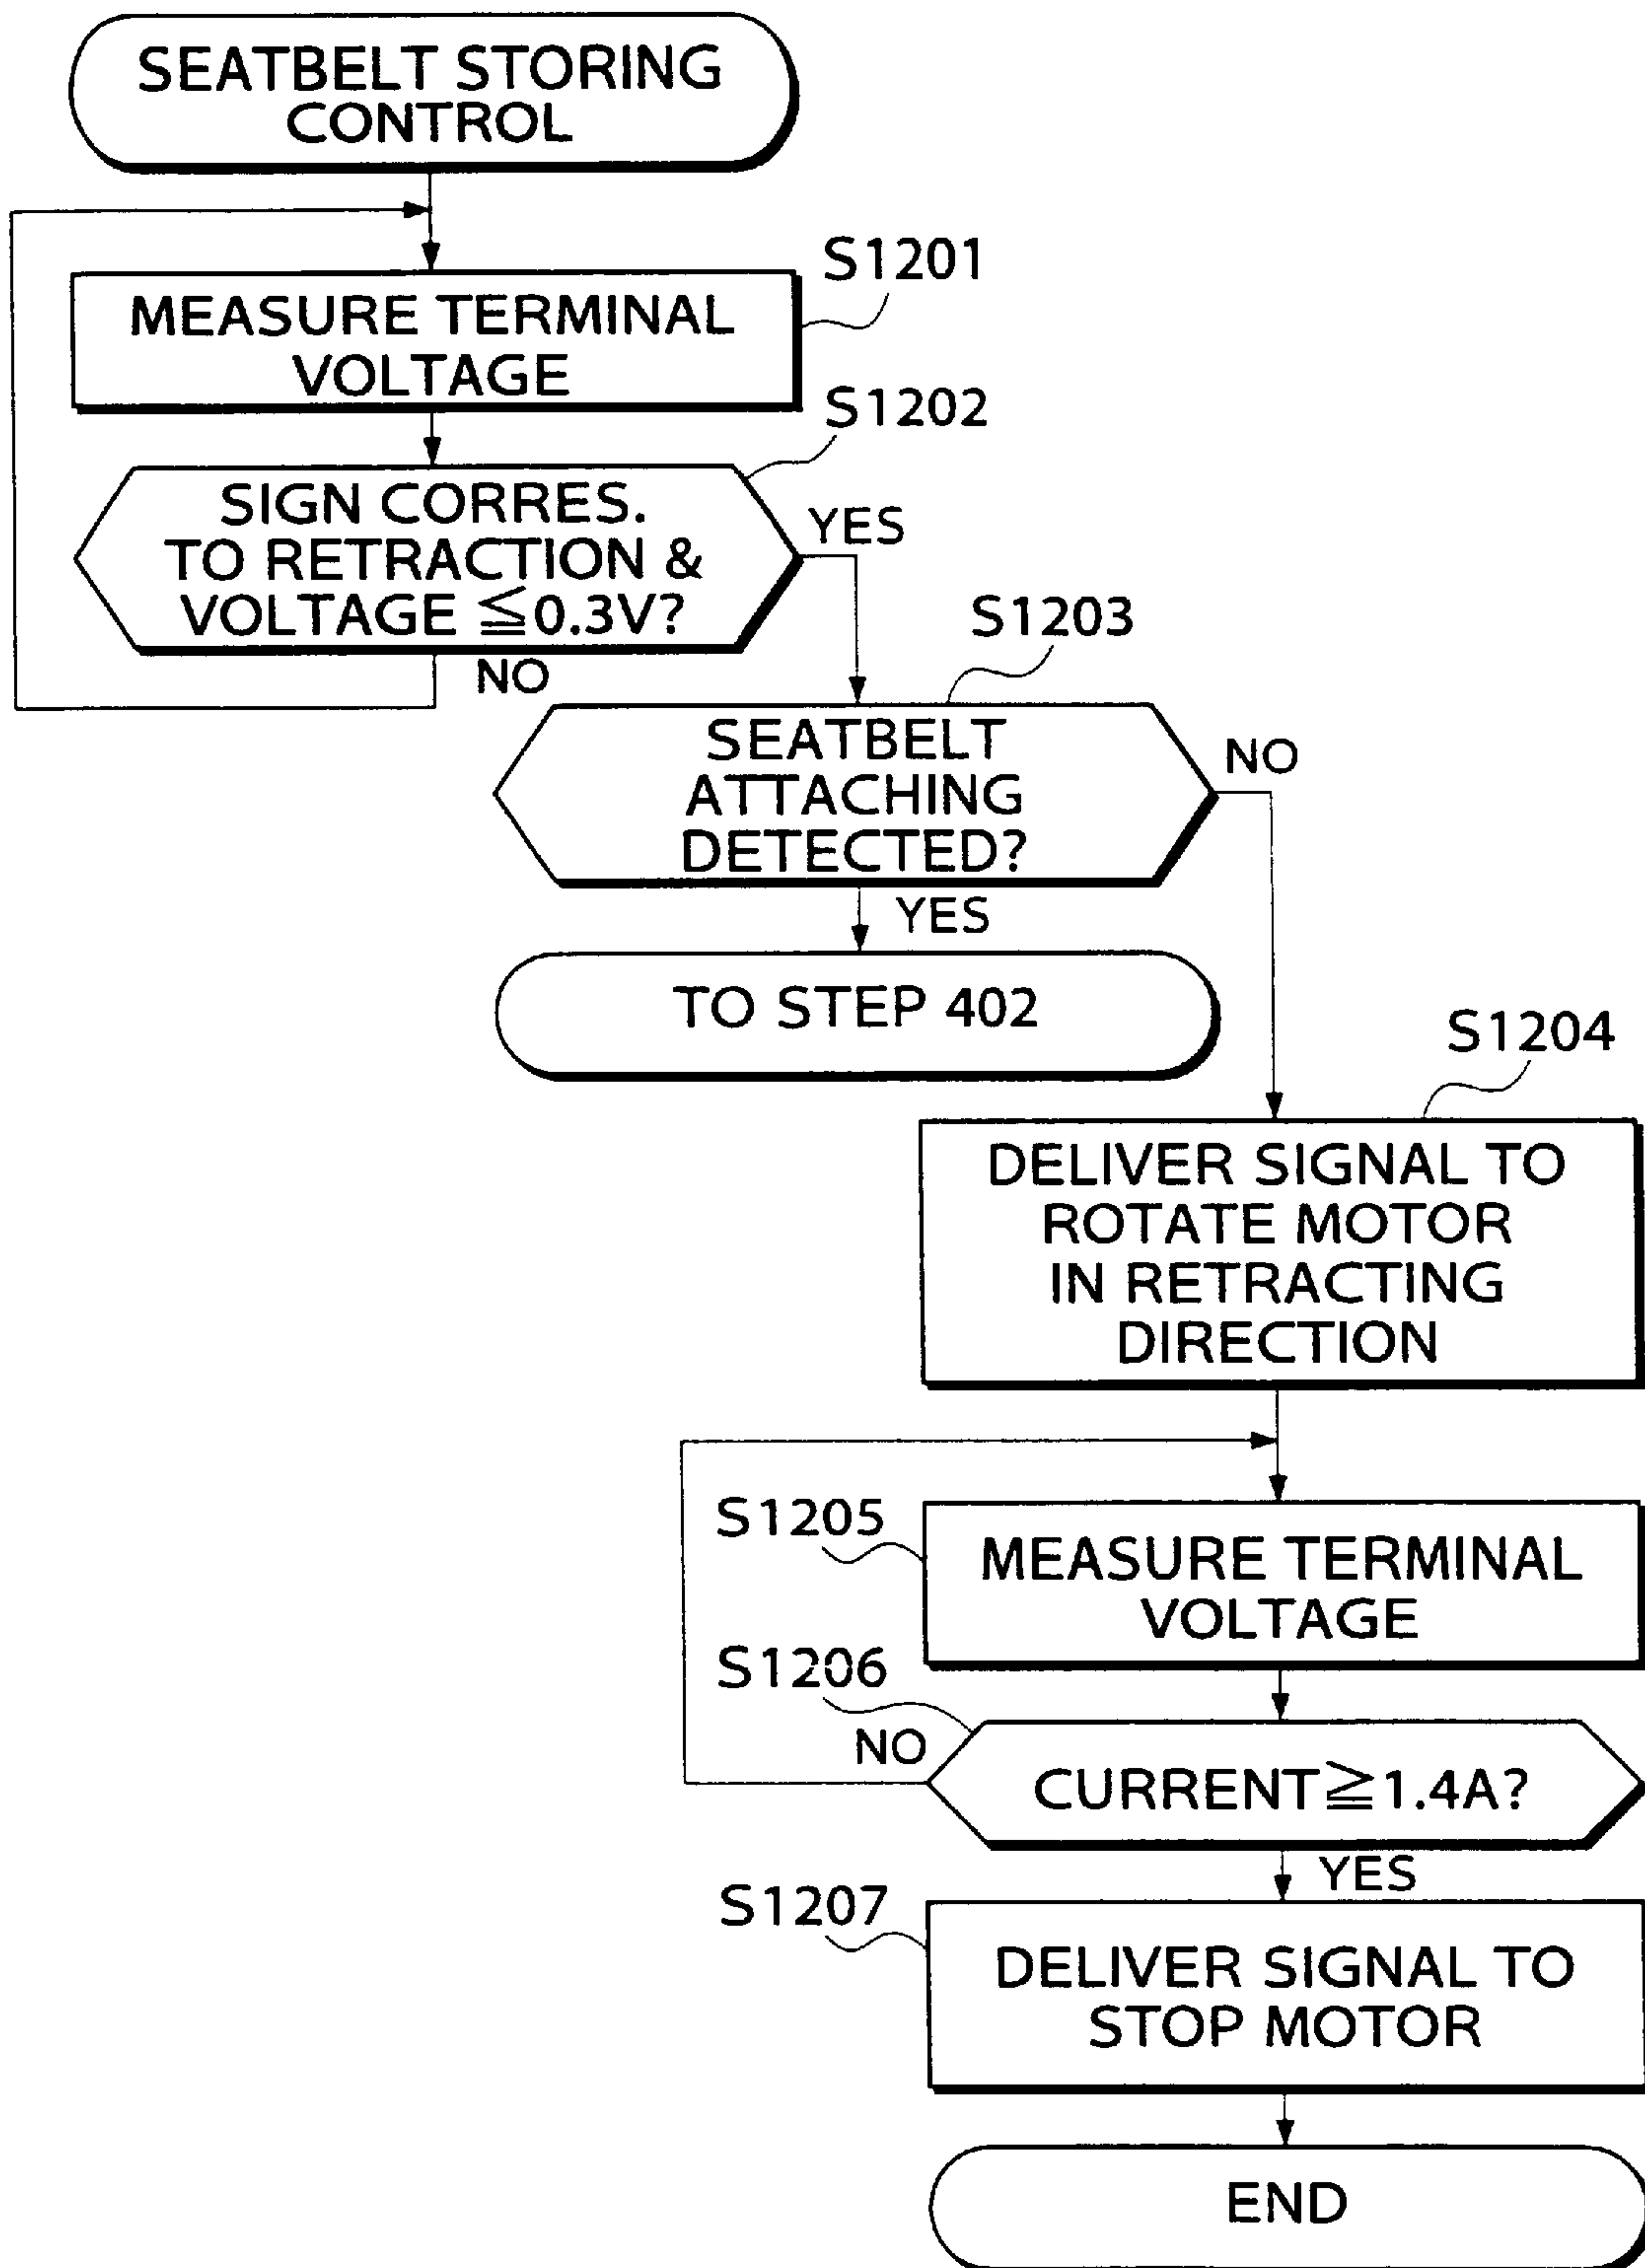 SEATBELT STORING
CONTROL
S1201
MEASURE TERMINAL
VOLTAGE
S1202
SIGN CORRES.
TO RETRACTION &
VOLTAGE ≦0.3V?
YES
NO
S1203
SEATBELT
ATTACHING
DETECTED?
NO
YES
TO STEP 402
S1204
DELIVER SIGNAL TO
ROTATE MOTOR
IN RETRACTING
DIRECTION
S1205
MEASURE TERMINAL
VOLTAGE
S1206
NO
CURRENT≧1.4A?
YES
S1207
DELIVER SIGNAL TO
STOP MOTOR
END